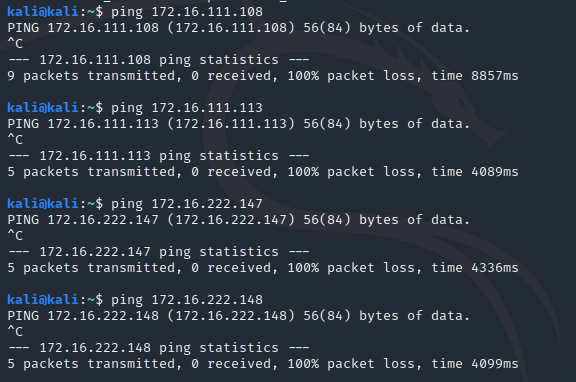 kali@kali:~$ ping 172.16.111.108
PING 172.16.111.108 (172.16.111.108) 56(84) bytes of data.
^C
--- 172.16.111.108 ping statistics ---
9 packets transmitted, 0 received, 100% packet loss, time 8857ms
kali@kali:~$ ping 172.16.111.113
PING 172.16.111.113 (172.16.111.113) 56(84) bytes of data.
^C
--- 172.16.111.113 ping statistics ---
5 packets transmitted, 0 received, 100% packet loss, time 4089ms
kali@kali:~$ ping 172.16.222.147
PING 172.16.222.147 (172.16.222.147) 56(84) bytes of data.
^C
--- 172.16.222.147 ping statistics ---
5 packets transmitted, 0 received, 100% packet loss, time 4336ms
kali@kali:~$ ping 172.16.222.148
PING 172.16.222.148 (172.16.222.148) 56(84) bytes of data.
^C
--- 172.16.222.148 ping statistics ---
5 packets transmitted, 0 received, 100% packet loss, time 4099ms